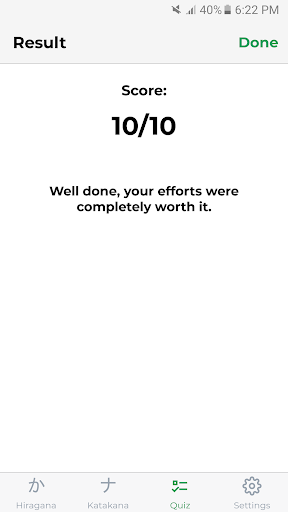 40% 6:22 PM
Result
Done
Score:
10/10
Well done, your efforts were
completely worth it.
か
ナ
Hiragana
Katakana
Quiz
Settings